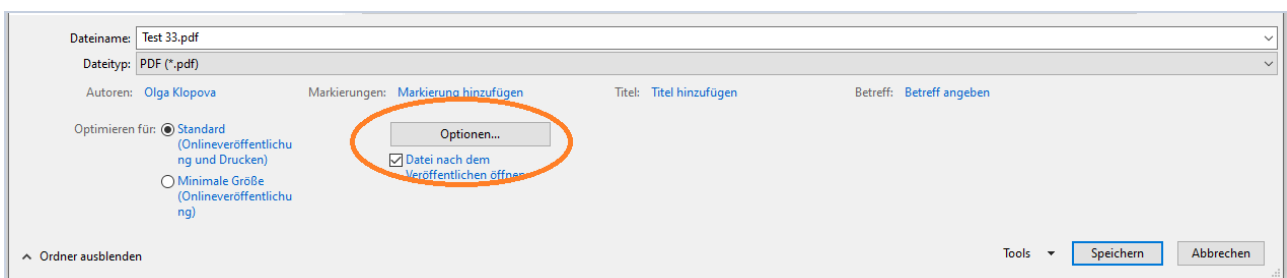 Dateiname: Test 33.pdf
Dateityp: PDF (*.pdf)
Autoren: Olga Klopova Markierungen: Markierung hinzufügen Titel: Titel hinzufügen Betreff: Betreff angeben
Optimieren für: Standard
(Onlineveröffentlichu
ng und Drucken)
Minimale Größe
(Onlineveröffentlichu
ng)
Optionen...
Datei nach dem
Veröffentlichen öffnen
Ordner ausblenden
Tools Speichern Abbrechen